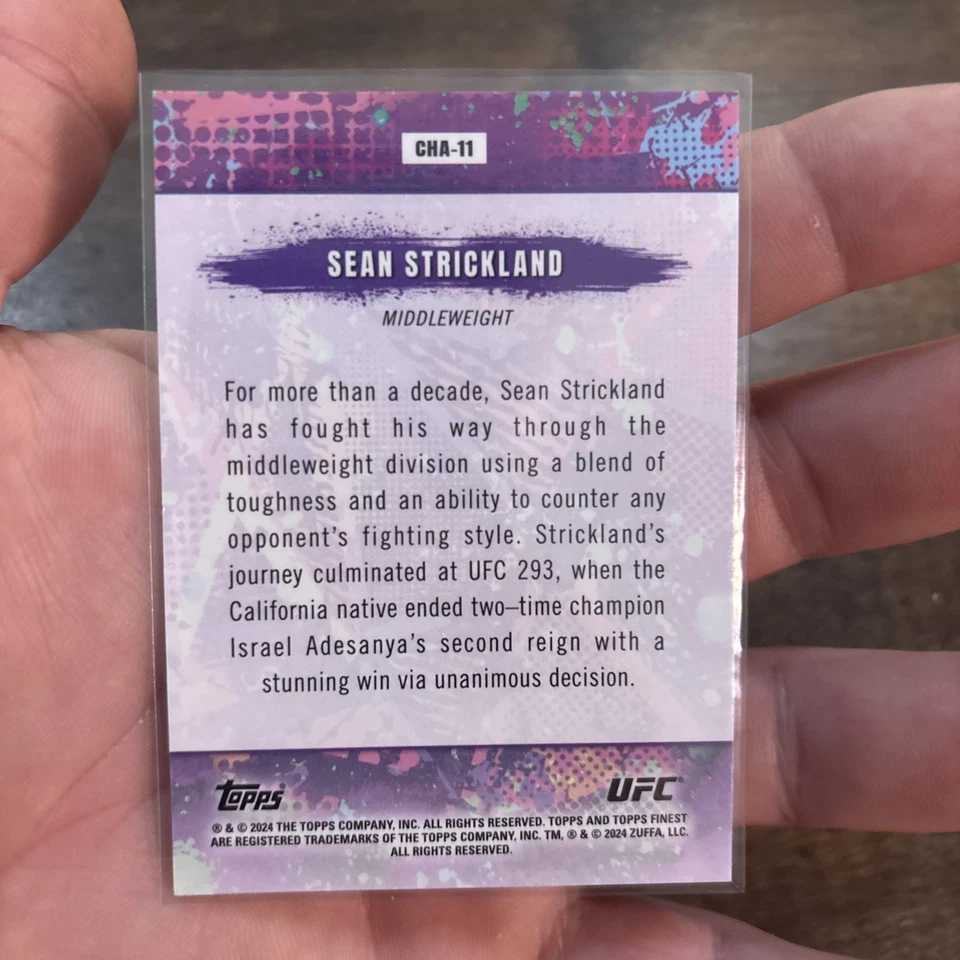 CHA-11
SEAN STRICKLAND
MIDDLEWEIGHT
For more than a decade, Sean Strickland
has fought his way through the
middleweight division using a blend of
toughness and an ability to counter any
opponent's fighting style. Strickland's
journey culminated at UFC 293, when the
California native ended two–time champion
Israel Adesanya's second reign with a
stunning win via unanimous decision.
Topps UFC
® & © 2024 THE TOPPS COMPANY, INC. ALL RIGHTS RESERVED. TOPPS AND TOPPS FINEST
ARE REGISTERED TRADEMARKS OF THE TOPPS COMPANY, INC. TM, ® & © 2024 ZUFFA, LLC.
ALL RIGHTS RESERVED.